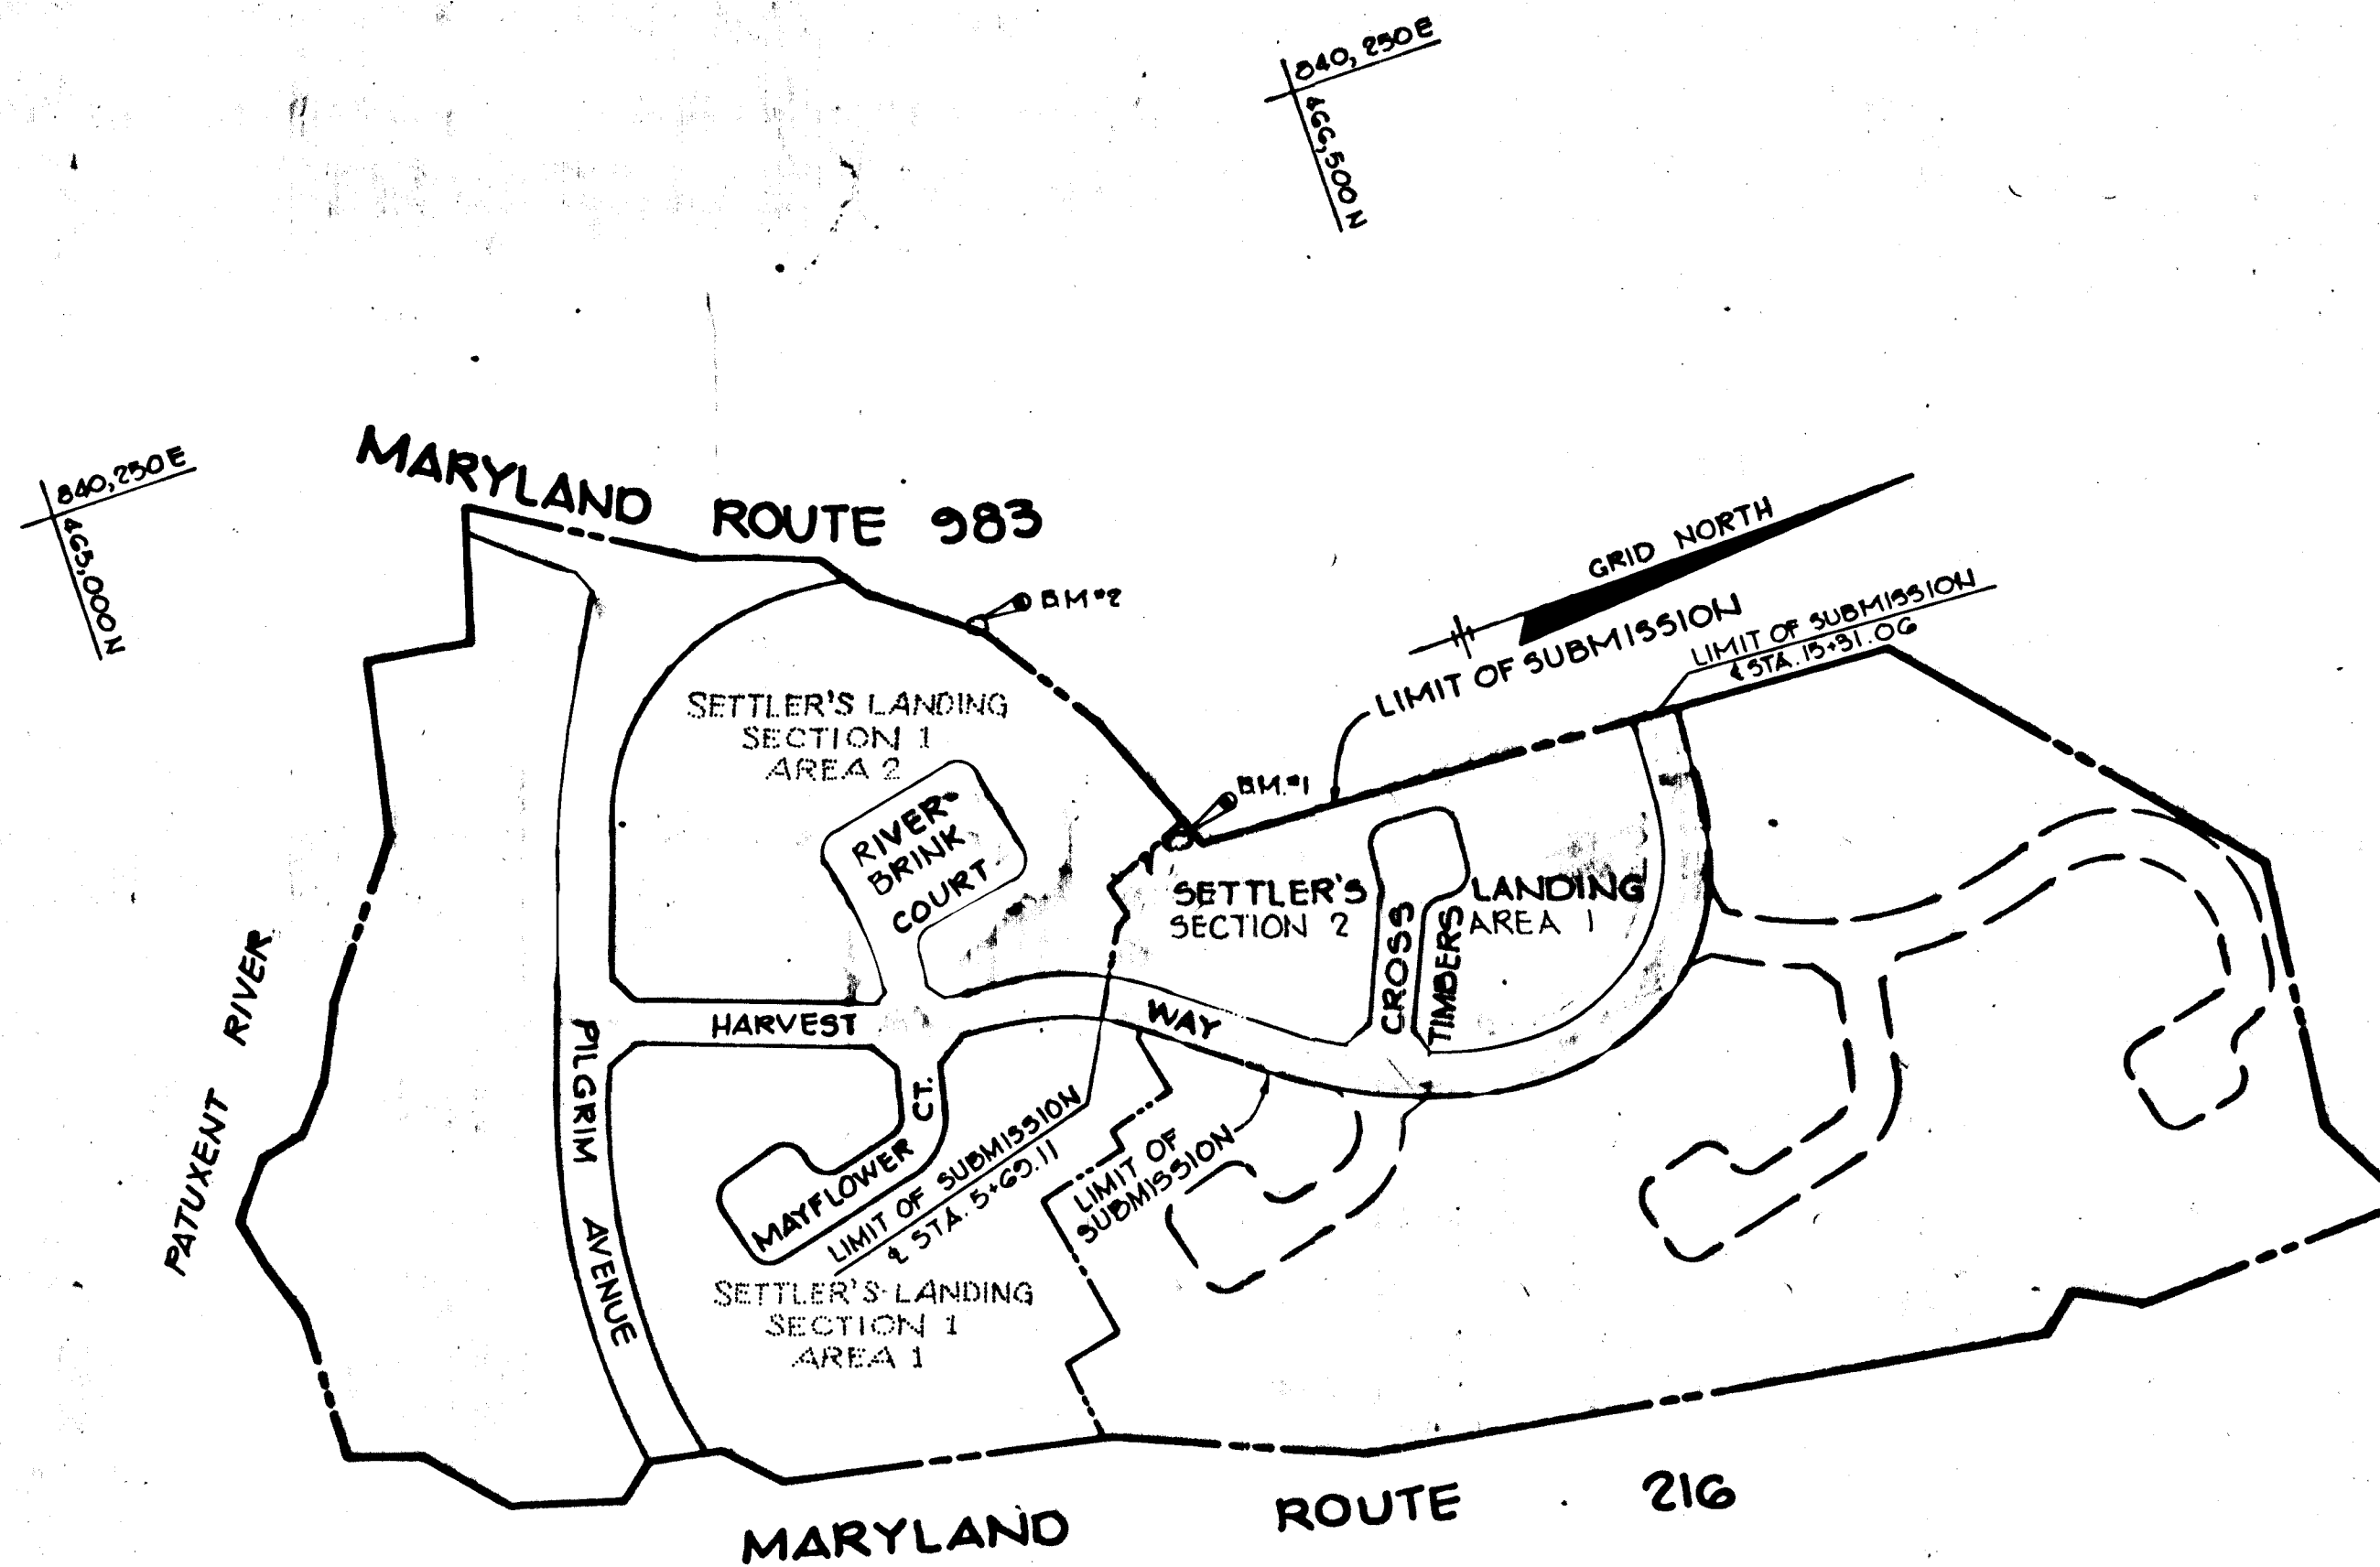 840,250E
466,500N
840,250E
465,000N
MARYLAND ROUTE 983
GRID NORTH
BM#2
LIMIT OF SUBMISSION
LIMIT OF SUBMISSION
℄ STA. 15+31.06
SETTLER'S LANDING
SECTION 1
AREA 2
BM.#1
RIVER-
BRINK
COURT
SETTLER'S LANDING
SECTION 2 AREA 1
CROSS
TIMBERS
PATUXENT RIVER
HARVEST WAY
PILGRIM AVENUE
MAYFLOWER CT.
LIMIT OF SUBMISSION
℄ STA. 5+69.11
LIMIT OF
SUBMISSION
SETTLER'S LANDING
SECTION 1
AREA 1
MARYLAND ROUTE 216